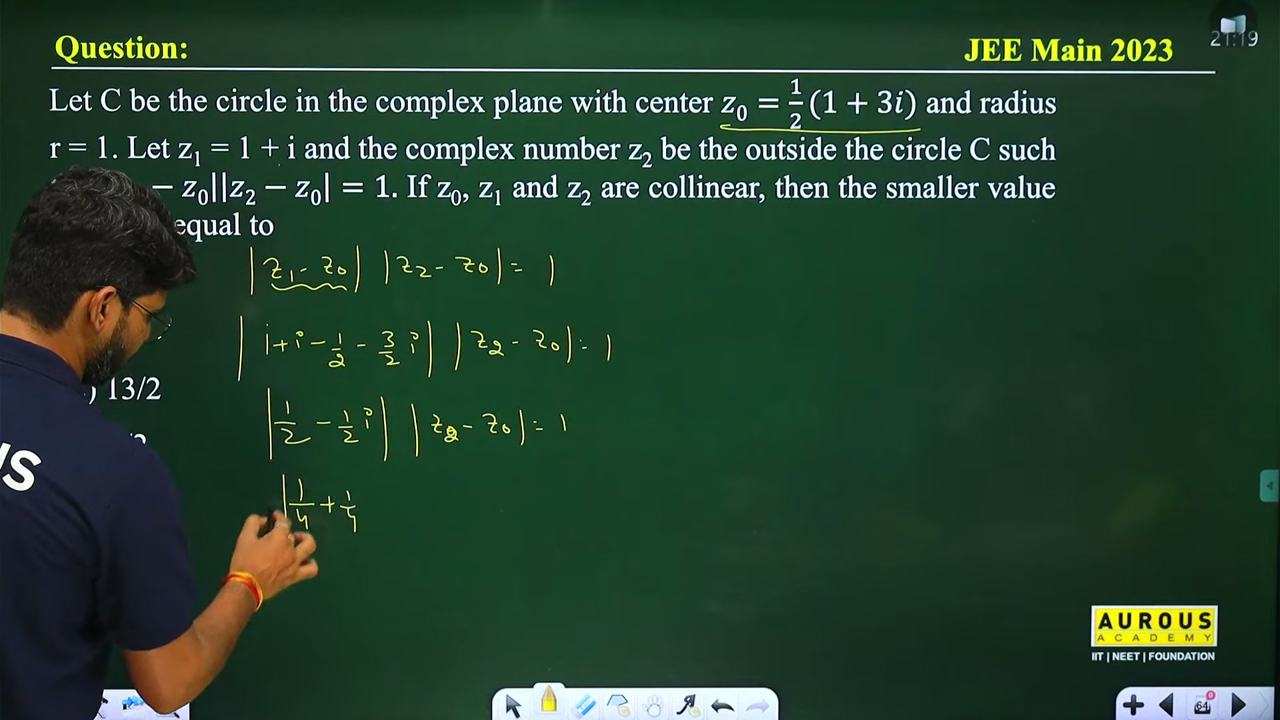 Question:
JEE Main 2023
21:19
Let C be the circle in the complex plane with center z₀ = 1/2 (1 + 3i) and radius
r = 1. Let z₁ = 1 + i and the complex number z₂ be the outside the circle C such
− z₀||z₂ − z₀| = 1. If z₀, z₁ and z₂ are collinear, then the smaller value
equal to
|z₁ - z₀| |z₂ - z₀| = 1
|1+i - 1/2 - 3/2 i| |z₂ - z₀| = 1
) 13/2
|1/2 - 1/2 i| |z₂ - z₀| = 1
|1/4 + 1/4
AUROUS
ACADEMY
IIT | NEET | FOUNDATION
64